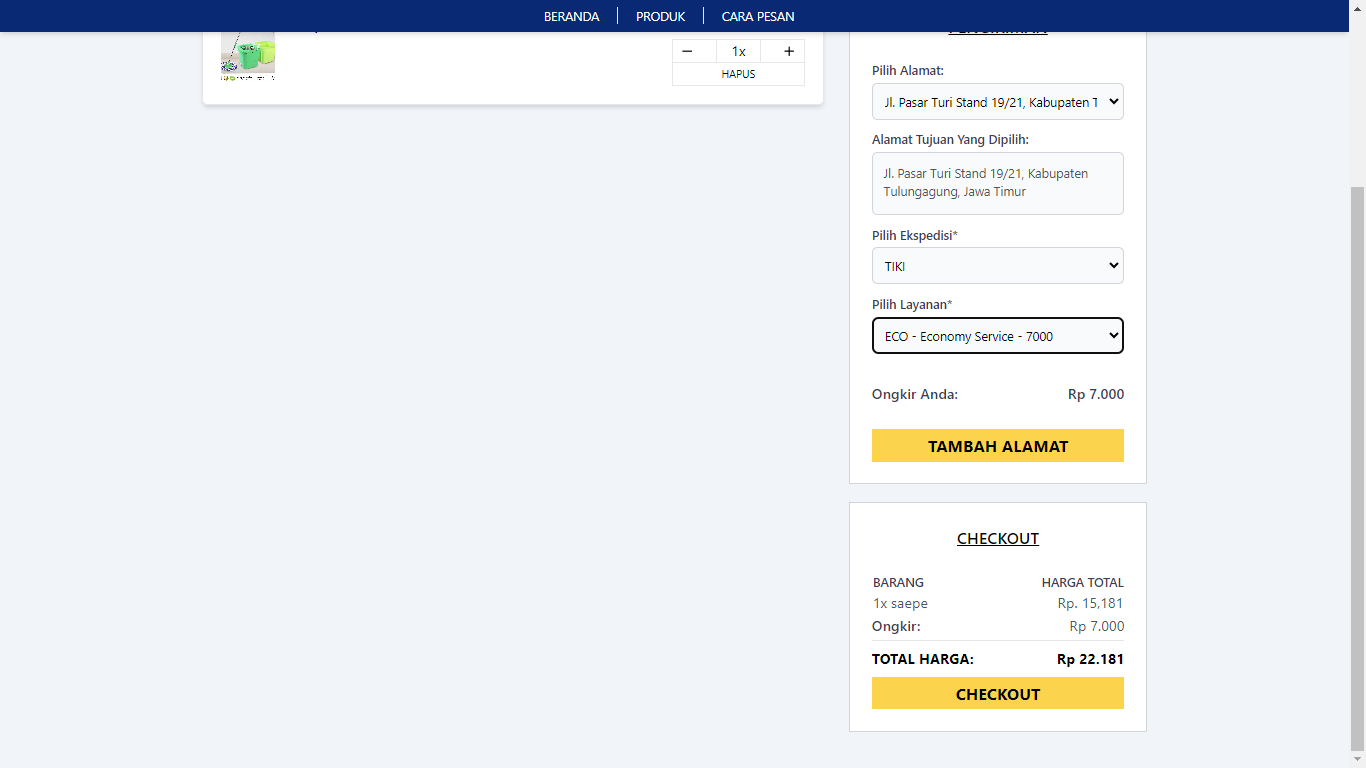 BERANDA
PRODUK
CARA PESAN
1x
HAPUS
Pilih Alamat:
Jl. Pasar Turi Stand 19/21, Kabupaten T
Alamat Tujuan Yang Dipilih:
Jl. Pasar Turi Stand 19/21, Kabupaten
Tulungagung, Jawa Timur
Pilih Ekspedisi*
TIKI
Pilih Layanan*
ECO - Economy Service - 7000
Ongkir Anda: Rp 7.000
TAMBAH ALAMAT
CHECKOUT
BARANG HARGA TOTAL
1x saepe Rp. 15,181
Ongkir: Rp 7.000
TOTAL HARGA: Rp 22.181
CHECKOUT